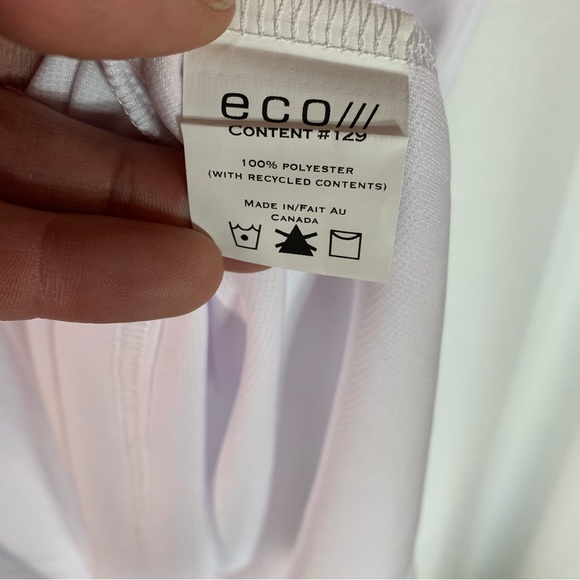 eco///
CONTENT #129
100% POLYESTER
(WITH RECYCLED CONTENTS)
MADE IN/FAIT AU
CANADA